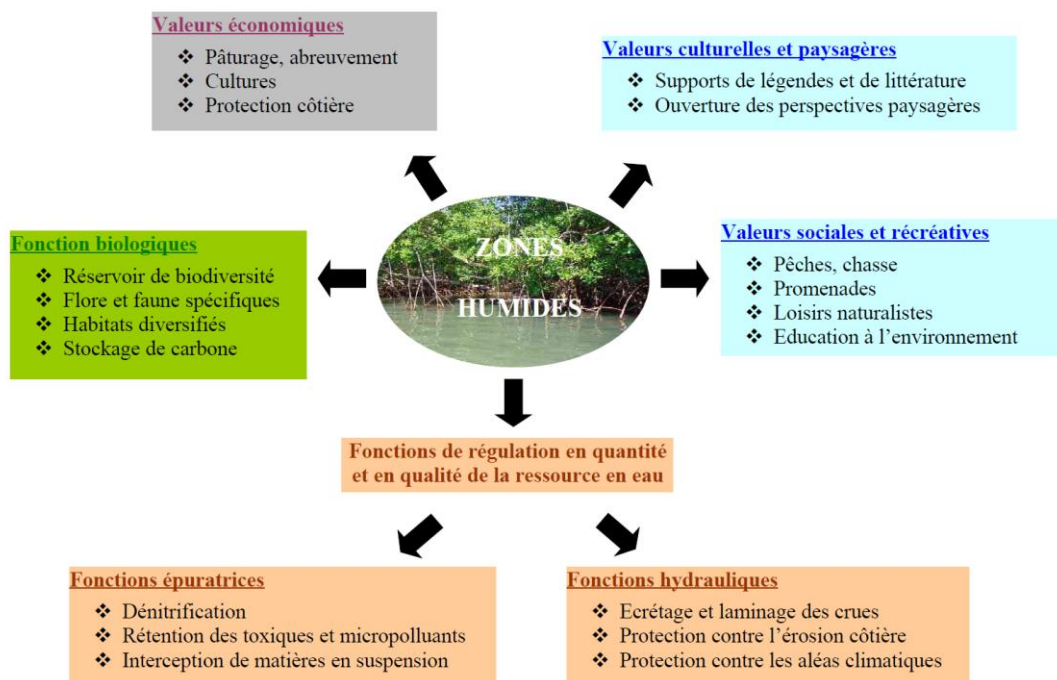 Valeurs économiques
❖ Pâturage, abreuvement
❖ Cultures
❖ Protection côtière
Valeurs culturelles et paysagères
❖ Supports de légendes et de littérature
❖ Ouverture des perspectives paysagères
Fonction biologiques
❖ Réservoir de biodiversité
❖ Flore et faune spécifiques
❖ Habitats diversifiés
❖ Stockage de carbone
ZONES
HUMIDES
Valeurs sociales et récréatives
❖ Pêches, chasse
❖ Promenades
❖ Loisirs naturalistes
❖ Education à l’environnement
Fonctions de régulation en quantité
et en qualité de la ressource en eau
Fonctions épuratrices
❖ Dénitrification
❖ Rétention des toxiques et micropolluants
❖ Interception de matières en suspension
Fonctions hydrauliques
❖ Ecrétage et laminage des crues
❖ Protection contre l’érosion côtière
❖ Protection contre les aléas climatiques